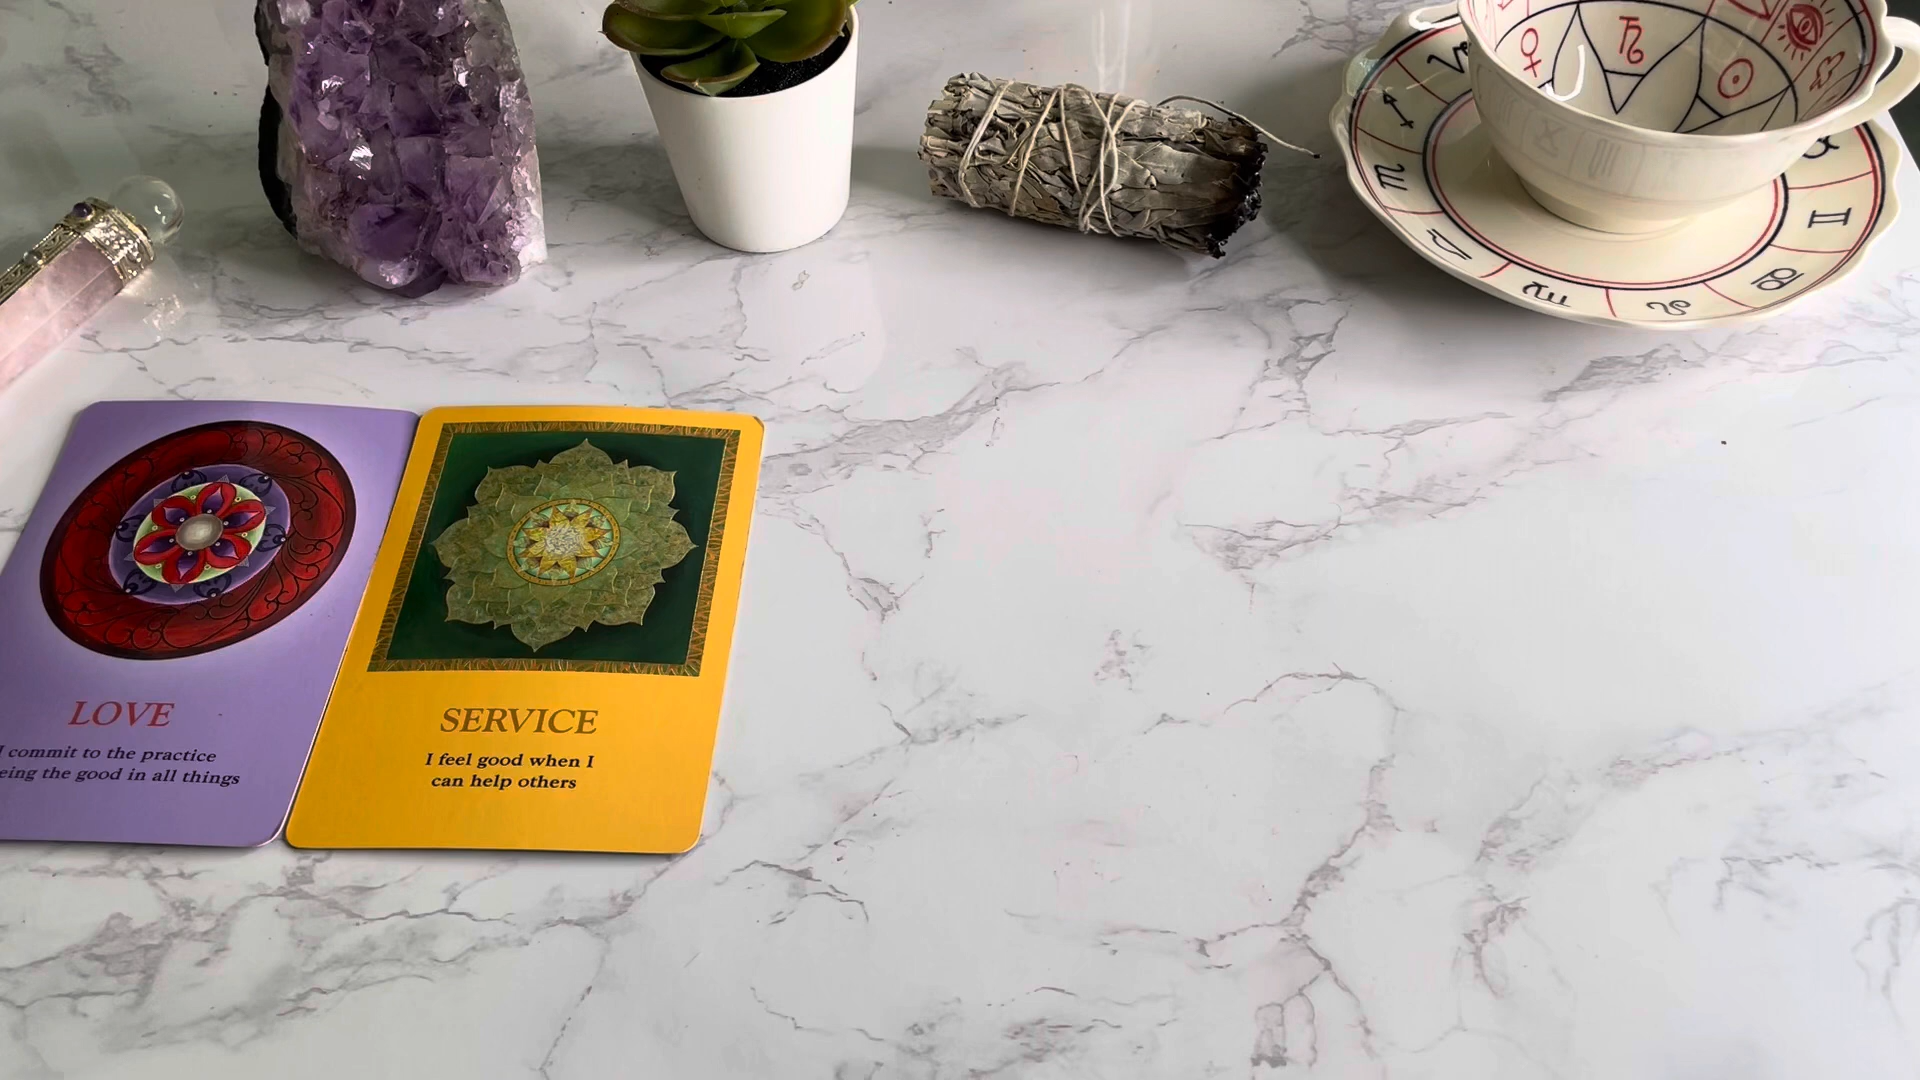 LOVE
I commit to the practice
eing the good in all things
SERVICE
I feel good when I
can help others